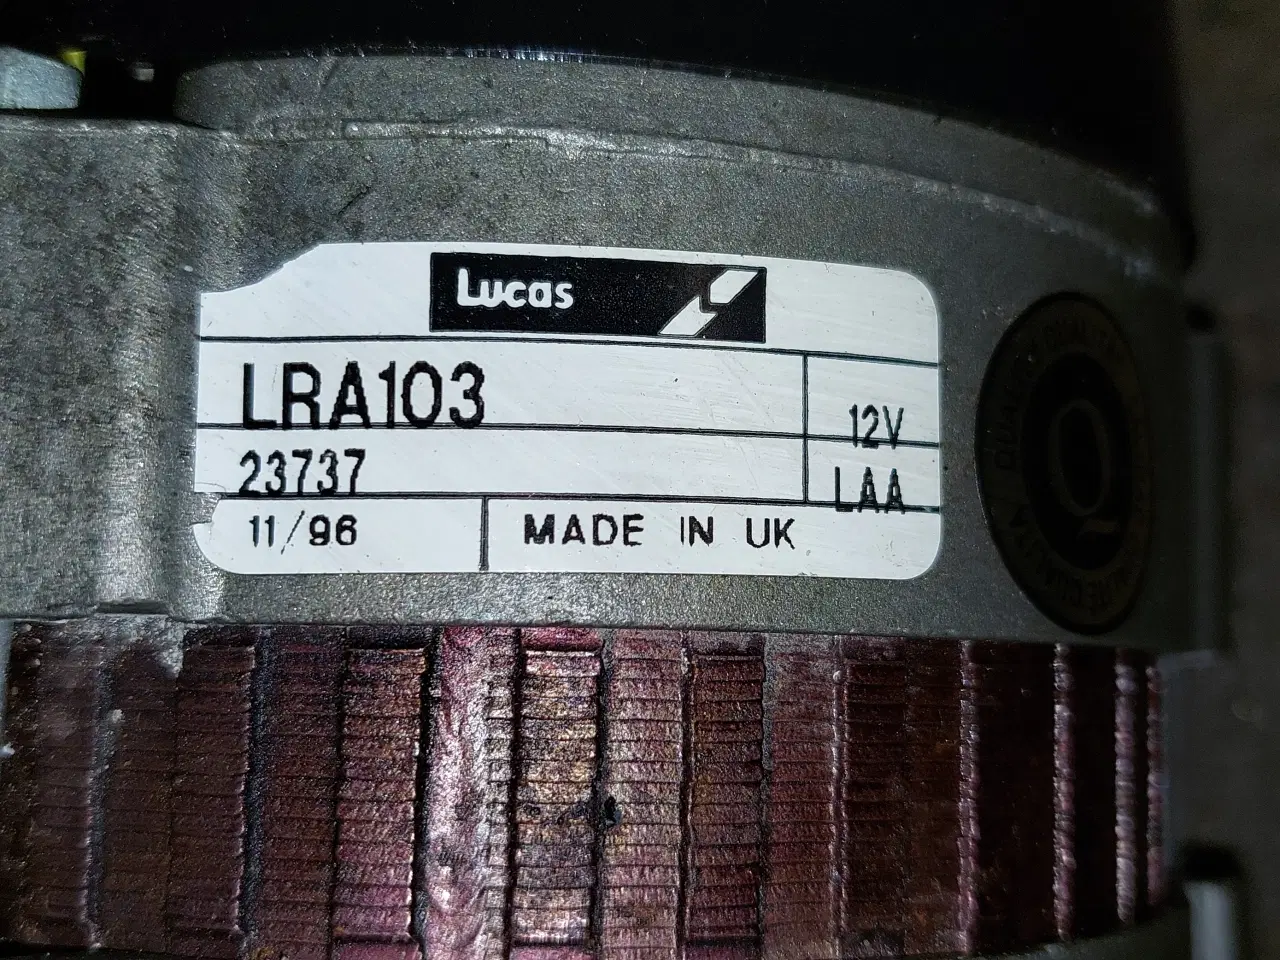 Lucas
LRA103
12V
23737
LAA
11/96
MADE IN UK
Q